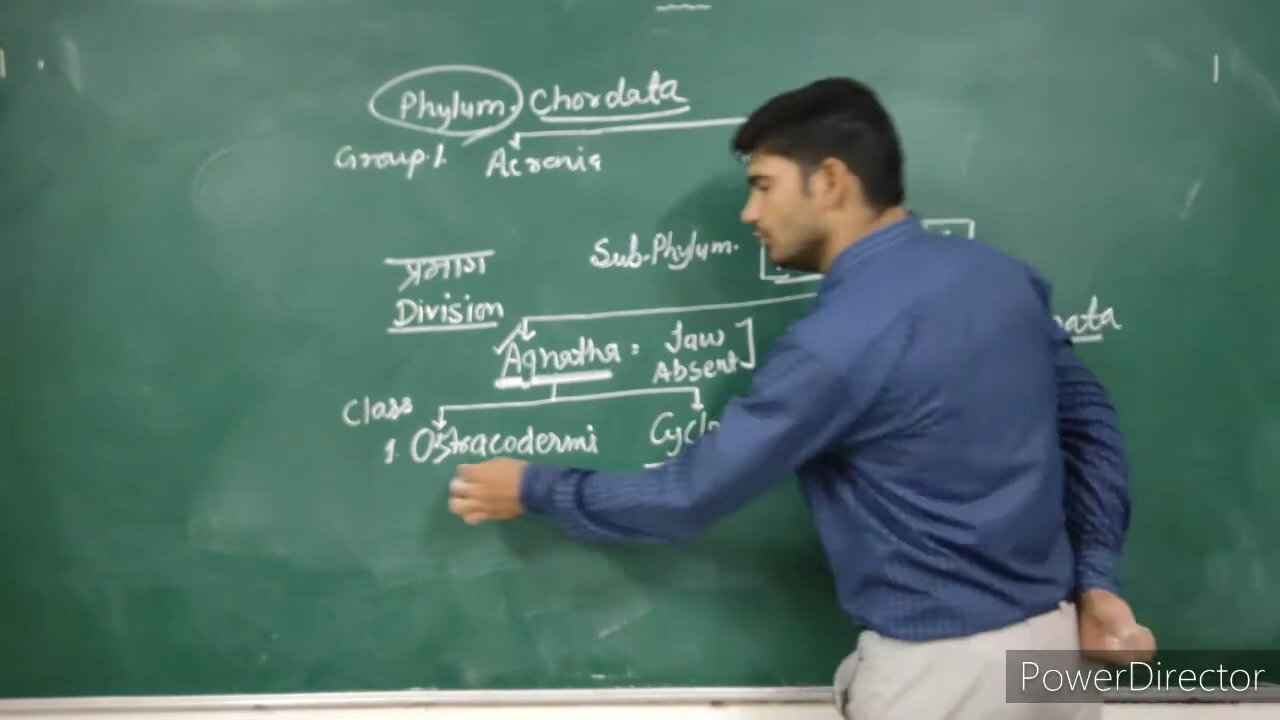 Phylum. Chordata
Group.1. Acrania
Sub-Phylum.
प्रभाग
Division
Agnatha = Jaw
Absent]
Class
1. Ostracodermi
PowerDirector